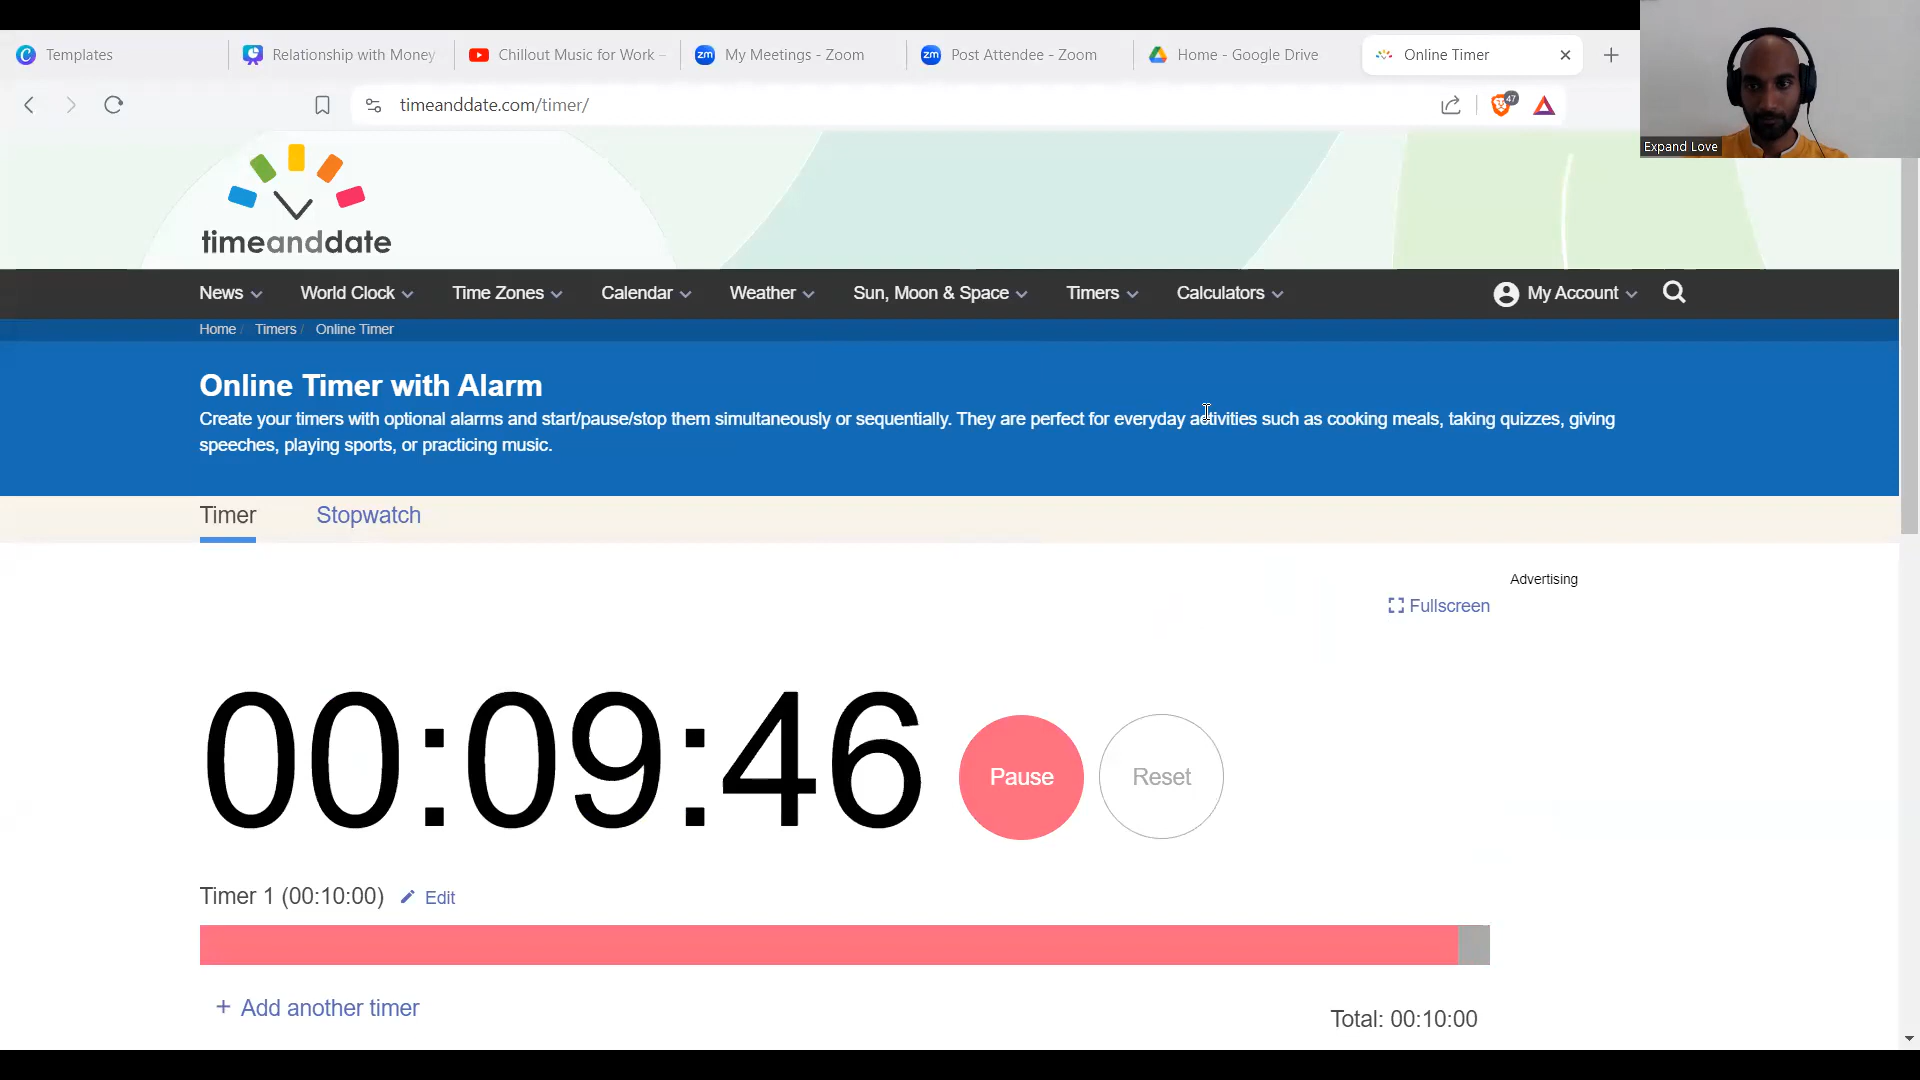 Templates
Relationship with Money
Chillout Music for Work –
zm My Meetings - Zoom
zm Post Attendee - Zoom
Home - Google Drive
Online Timer
timeanddate.com/timer/
47
Expand Love
timeanddate
News
World Clock
Time Zones
Calendar
Weather
Sun, Moon & Space
Timers
Calculators
My Account
Home / Timers / Online Timer
Online Timer with Alarm
Create your timers with optional alarms and start/pause/stop them simultaneously or sequentially. They are perfect for everyday activities such as cooking meals, taking quizzes, giving
speeches, playing sports, or practicing music.
Timer
Stopwatch
Advertising
Fullscreen
00:09:46
Pause
Reset
Timer 1 (00:10:00)
Edit
+ Add another timer
Total: 00:10:00